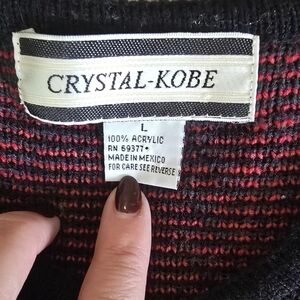 CRYSTAL-KOBE
L
100% ACRYLIC
RN 69377
MADE IN MEXICO
FOR CARE SEE REVERSE